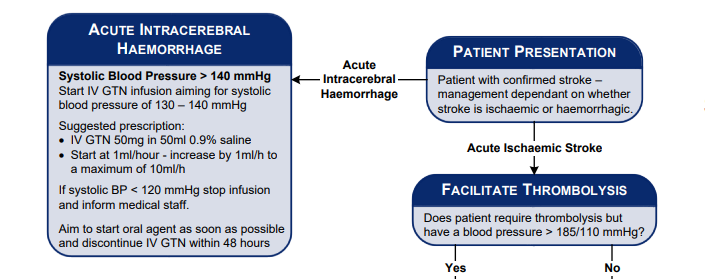 ACUTE INTRACEREBRAL
HAEMORRHAGE
Systolic Blood Pressure > 140 mmHg
Start IV GTN infusion aiming for systolic
blood pressure of 130 – 140 mmHg
Suggested prescription:
• IV GTN 50mg in 50ml 0.9% saline
• Start at 1ml/hour - increase by 1ml/h to
a maximum of 10ml/h
If systolic BP < 120 mmHg stop infusion
and inform medical staff.
Aim to start oral agent as soon as possible
and discontinue IV GTN within 48 hours
Acute
Intracerebral
Haemorrhage
PATIENT PRESENTATION
Patient with confirmed stroke –
management dependant on whether
stroke is ischaemic or haemorrhagic.
Acute Ischaemic Stroke
FACILITATE THROMBOLYSIS
Does patient require thrombolysis but
have a blood pressure > 185/110 mmHg?
Yes
No